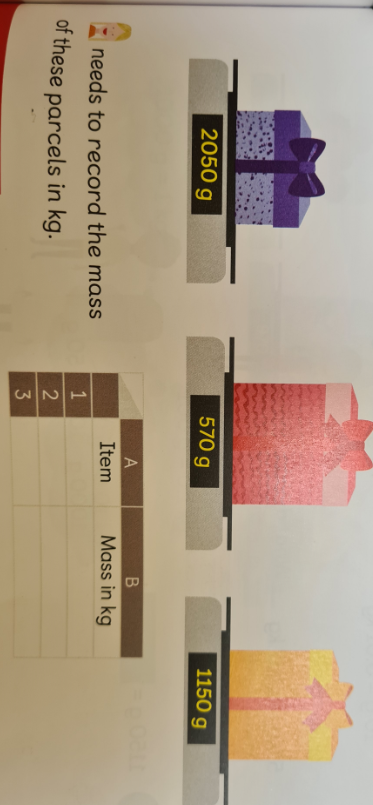 2050 g
570 g
1150 g
needs to record the mass
of these parcels in kg.
A B
Item Mass in kg
1
2
3